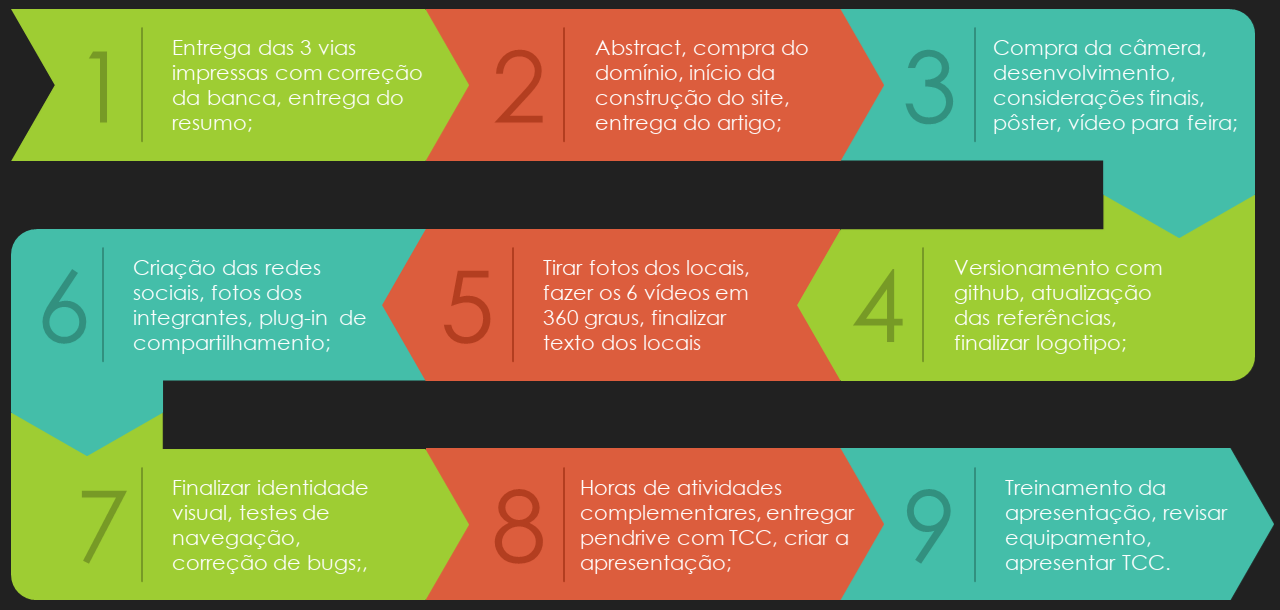 1
Entrega das 3 vias
impressas com correção
da banca, entrega do
resumo;
2
Abstract, compra do
domínio, início da
construção do site,
entrega do artigo;
3
Compra da câmera,
desenvolvimento,
considerações finais,
pôster, vídeo para feira;
4
Versionamento com
github, atualização
das referências,
finalizar logotipo;
5
Tirar fotos dos locais,
fazer os 6 vídeos em
360 graus, finalizar
texto dos locais
6
Criação das redes
sociais, fotos dos
integrantes, plug-in de
compartilhamento;
7
Finalizar identidade
visual, testes de
navegação,
correção de bugs;,
8
Horas de atividades
complementares, entregar
pendrive com TCC, criar a
apresentação;
9
Treinamento da
apresentação, revisar
equipamento,
apresentar TCC.